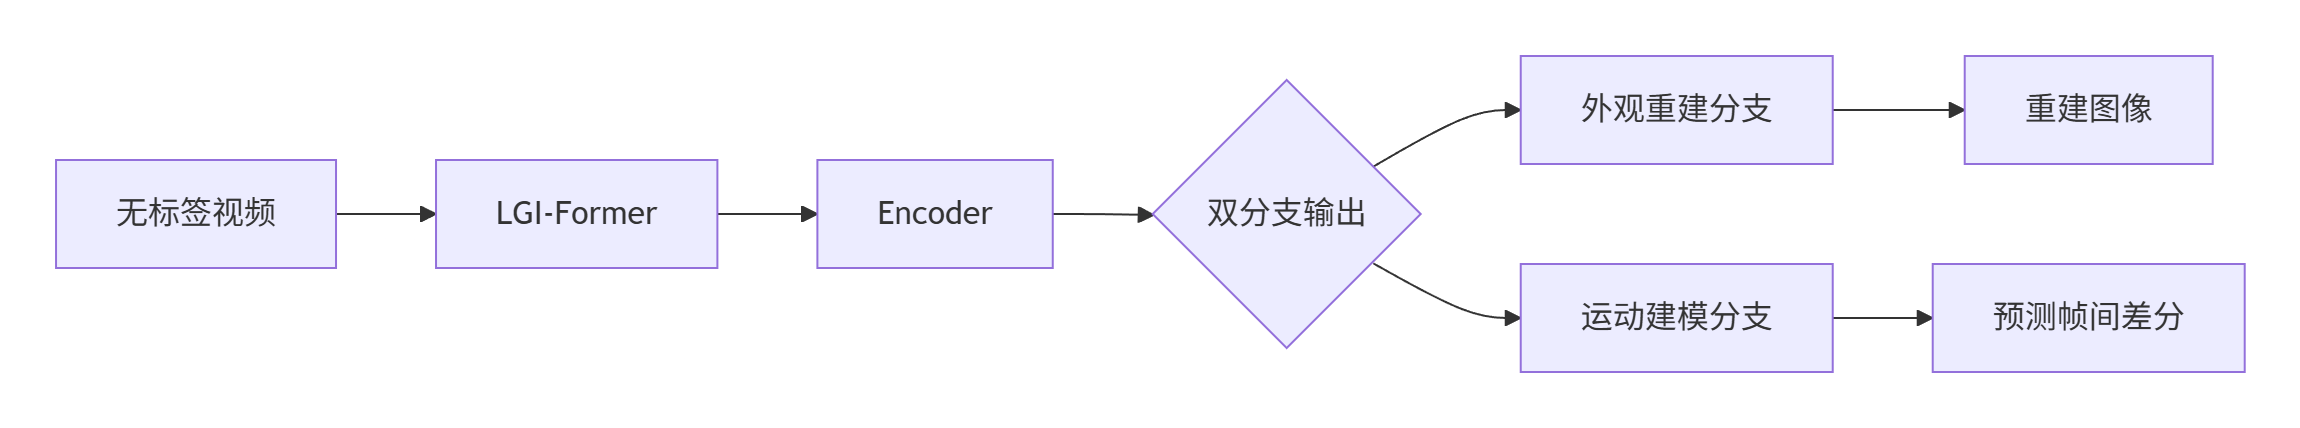 无标签视频
LGI-Former
Encoder
双分支输出
外观重建分支
重建图像
运动建模分支
预测帧间差分